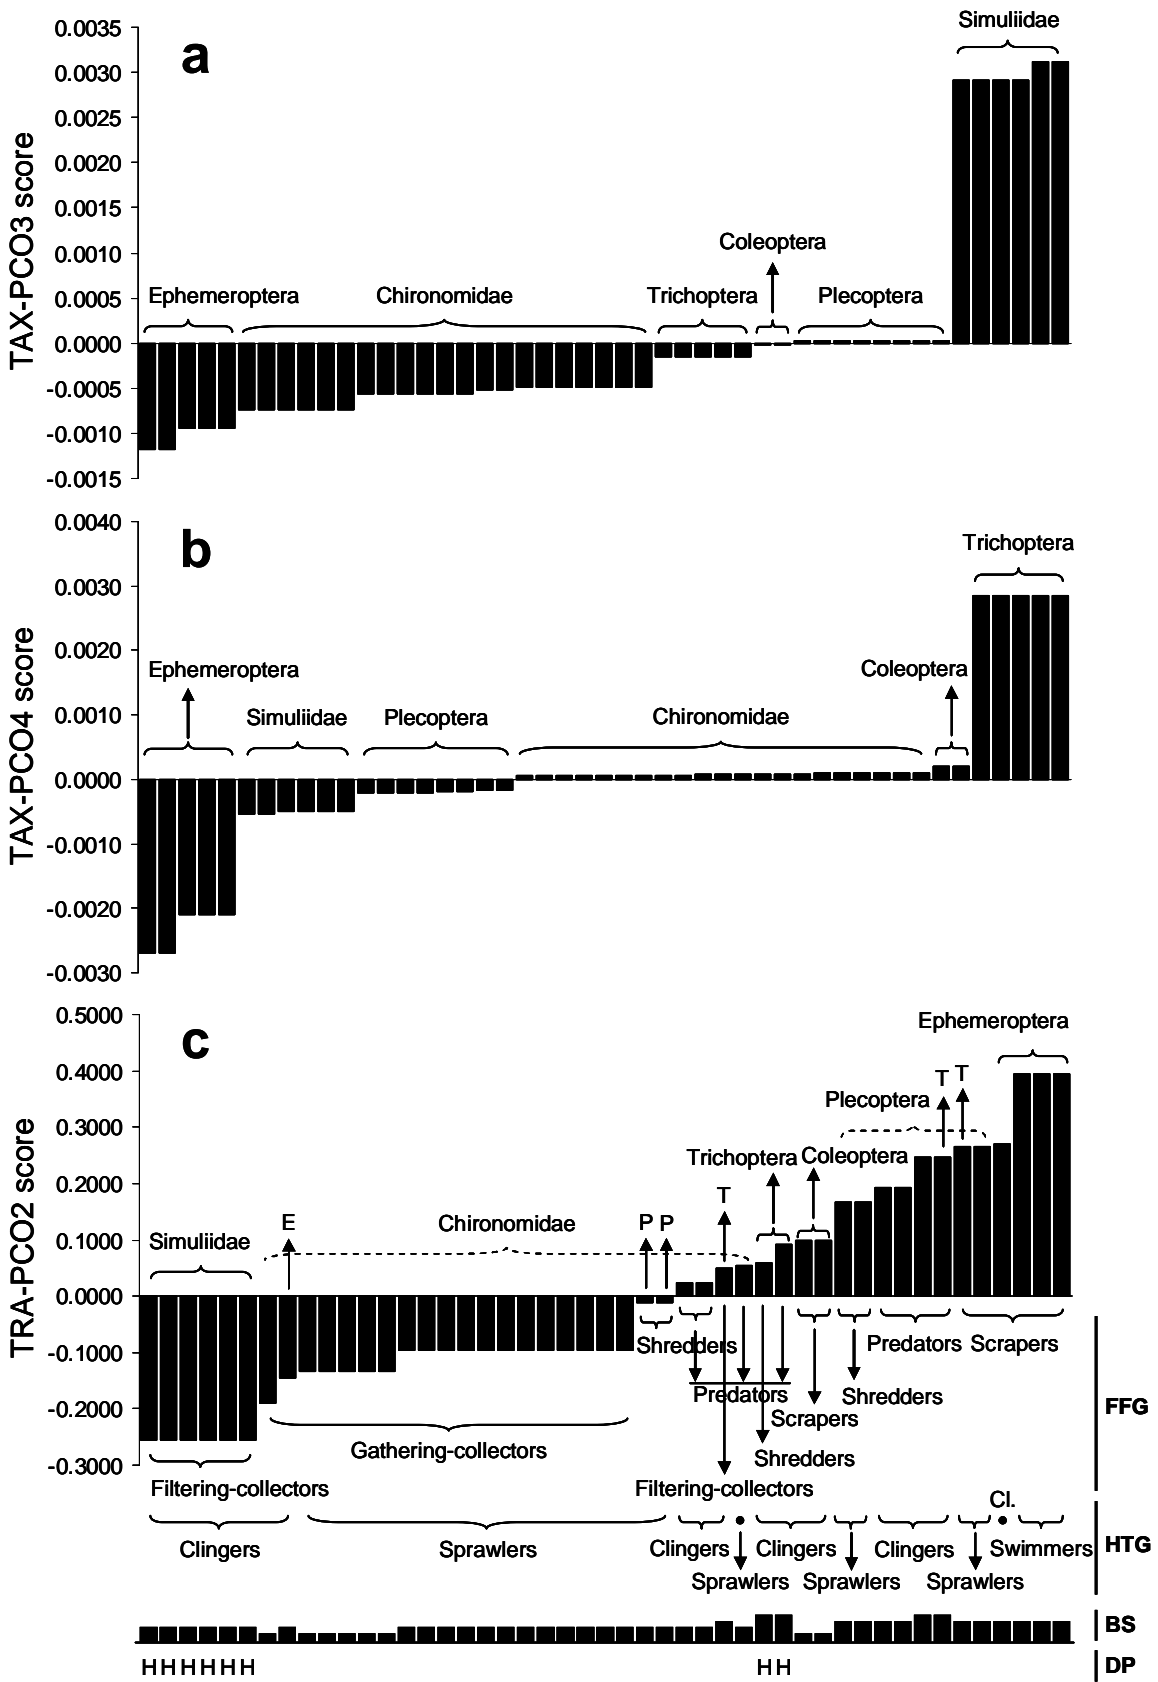 a
TAX-PCO3 score
0.0035
0.0030
0.0025
0.0020
0.0015
0.0010
0.0005
0.0000
-0.0005
-0.0010
-0.0015
Simuliidae
Coleoptera
Ephemeroptera
Chironomidae
Trichoptera
Plecoptera
b
TAX-PCO4 score
0.0040
0.0030
0.0020
0.0010
0.0000
-0.0010
-0.0020
-0.0030
Trichoptera
Ephemeroptera
Coleoptera
Simuliidae
Plecoptera
Chironomidae
c
TRA-PCO2 score
0.5000
0.4000
0.3000
0.2000
0.1000
0.0000
-0.1000
-0.2000
-0.3000
Ephemeroptera
T T
Plecoptera
Trichoptera
Coleoptera
T
E
Chironomidae
P P
Simuliidae
Shredders
Predators
Scrapers
Predators
Shredders
Scrapers
Gathering-collectors
Shredders
Filtering-collectors
Filtering-collectors
FFG
Cl.
Clingers
Sprawlers
Clingers
Clingers
Clingers
Swimmers
HTG
Sprawlers
Sprawlers
Sprawlers
BS
HHHHHH
HH
DP